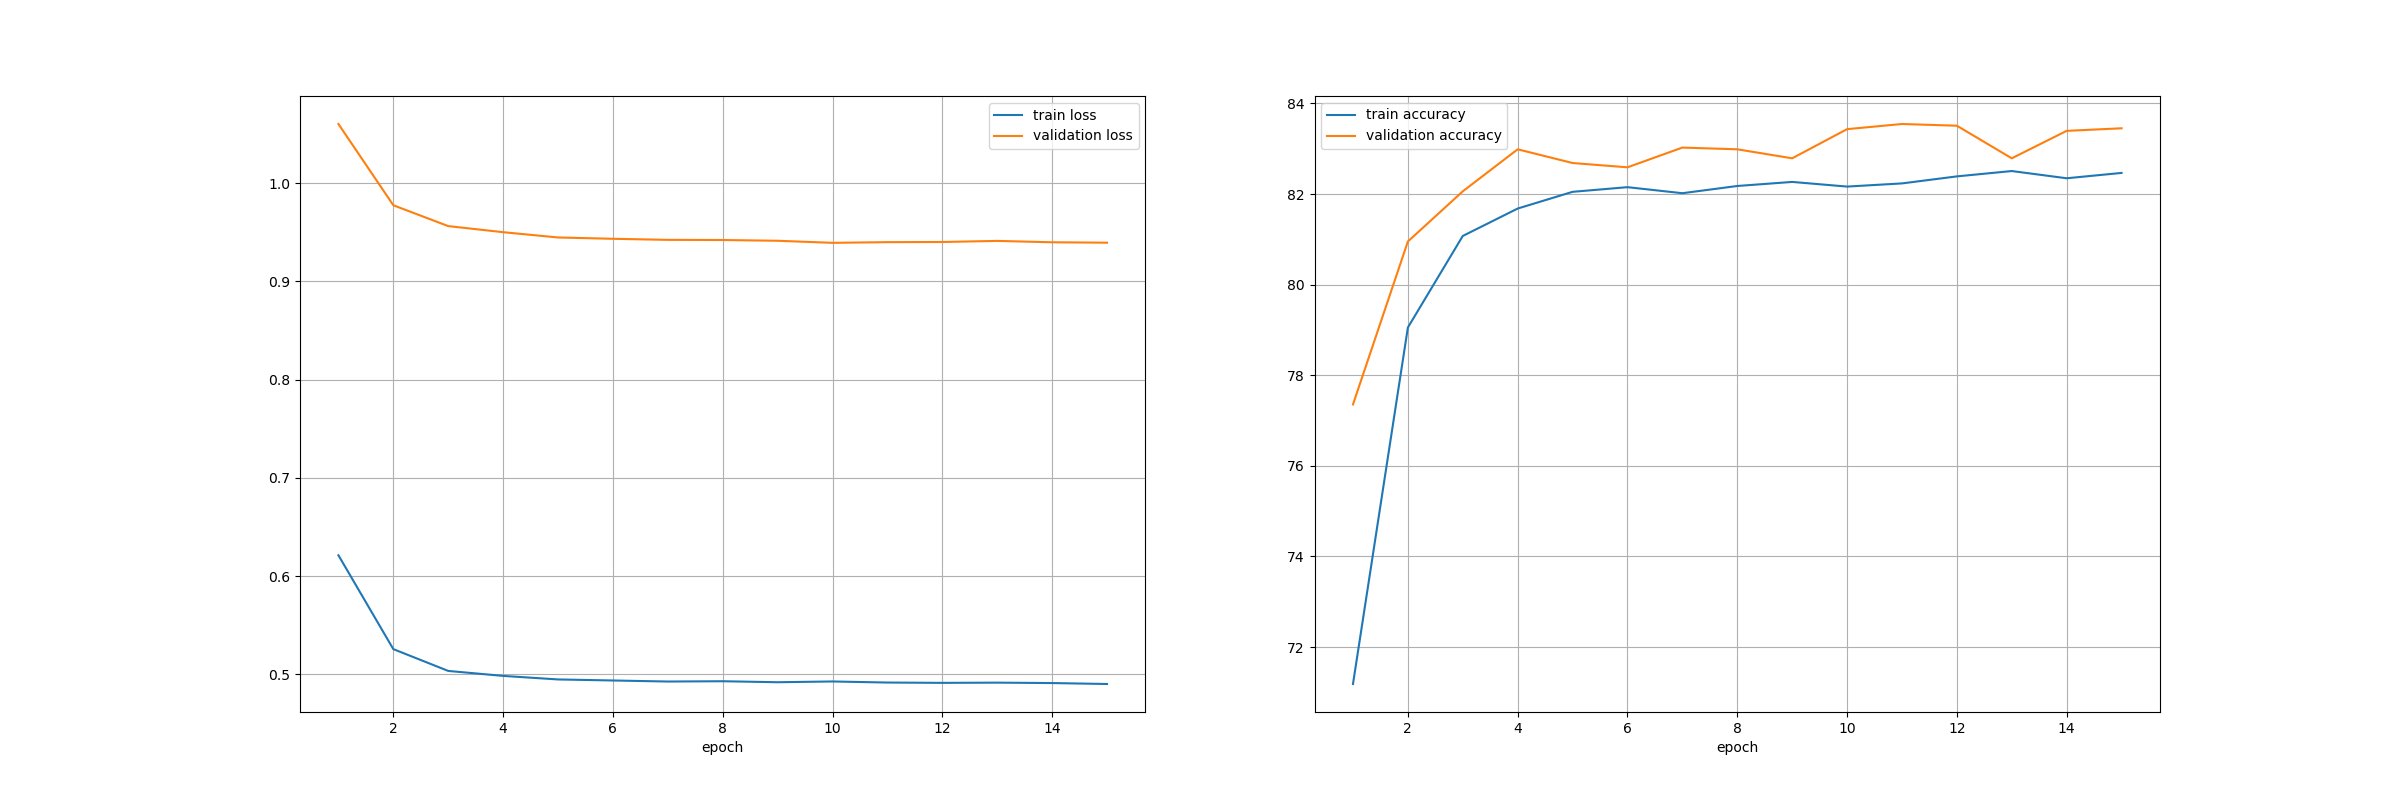 train loss
validation loss
1.0
0.9
0.8
0.7
0.6
0.5
2 4 6 8 10 12 14
epoch
train accuracy
validation accuracy
84
82
80
78
76
74
72
2 4 6 8 10 12 14
epoch